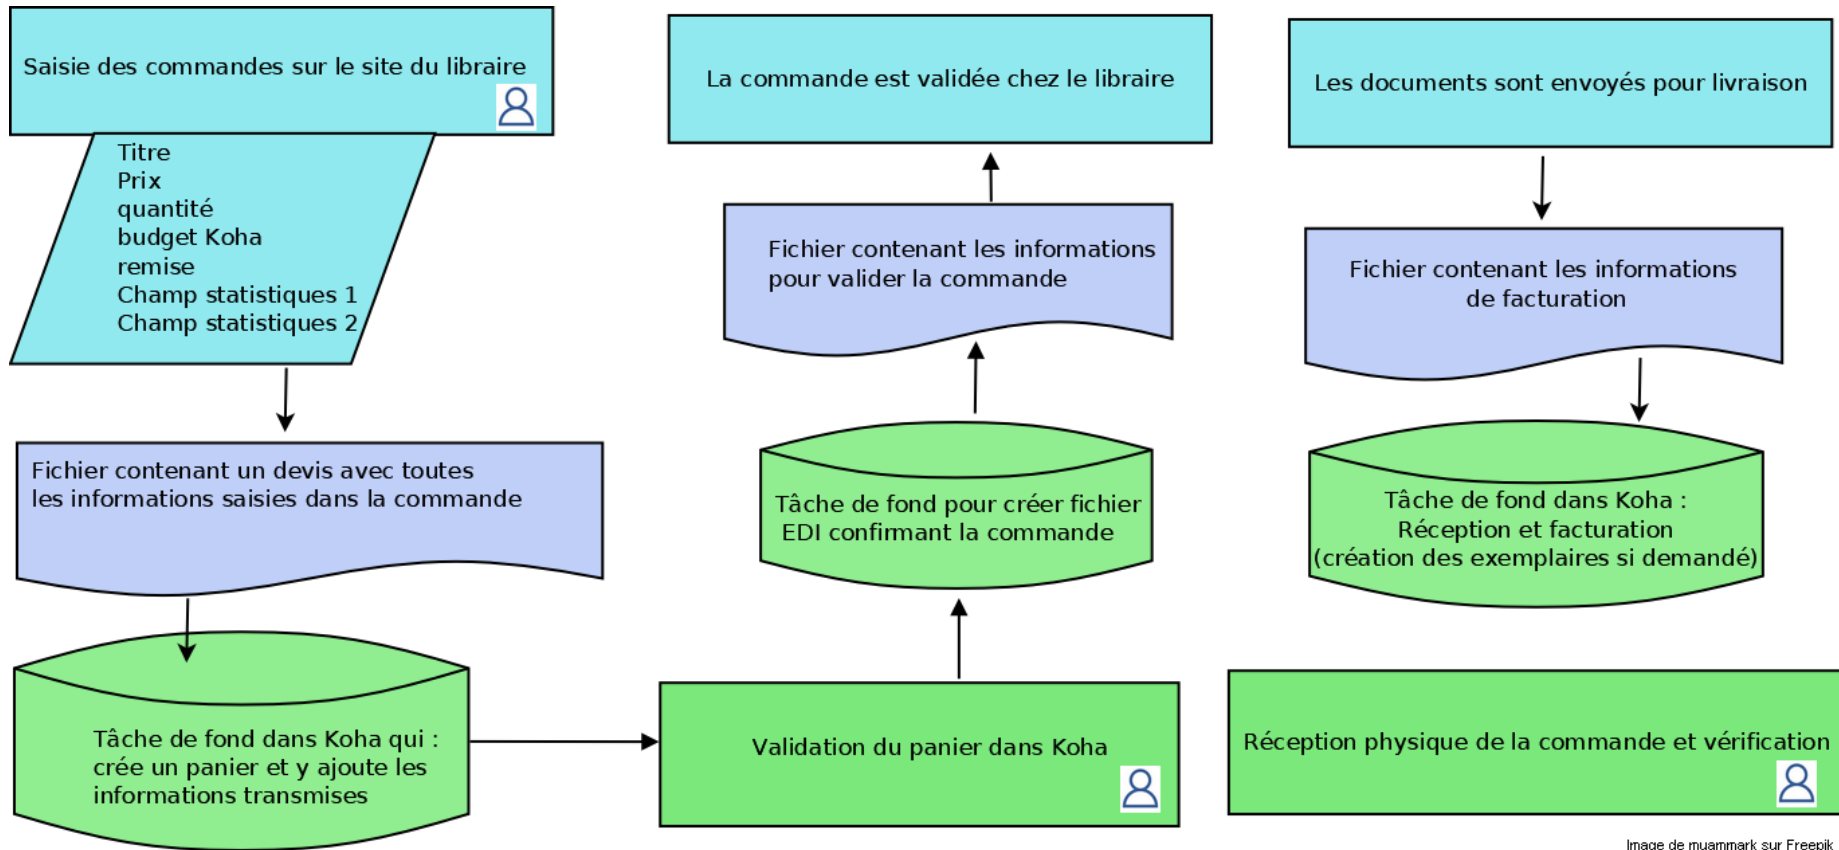 Saisie des commandes sur le site du libraire
Titre
Prix
quantité
budget Koha
remise
Champ statistiques 1
Champ statistiques 2
Fichier contenant un devis avec toutes
les informations saisies dans la commande
Tâche de fond dans Koha qui :
crée un panier et y ajoute les
informations transmises
La commande est validée chez le libraire
Fichier contenant les informations
pour valider la commande
Tâche de fond pour créer fichier
EDI confirmant la commande
Validation du panier dans Koha
Les documents sont envoyés pour livraison
Fichier contenant les informations
de facturation
Tâche de fond dans Koha :
Réception et facturation
(création des exemplaires si demandé)
Réception physique de la commande et vérification
Image de muammark sur Freepik